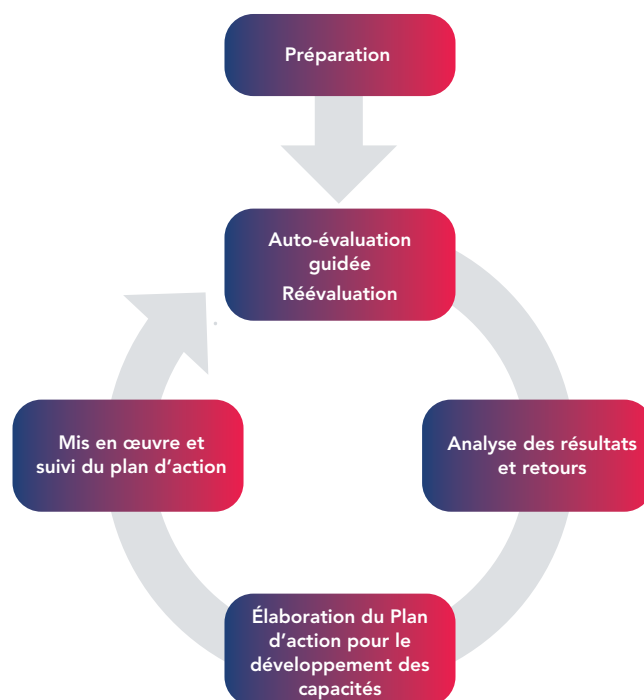 Préparation
Auto-évaluation
guidée
Réévaluation
Analyse des résultats
et retours
Élaboration du Plan
d’action pour le
développement des
capacités
Mis en œuvre et
suivi du plan d’action